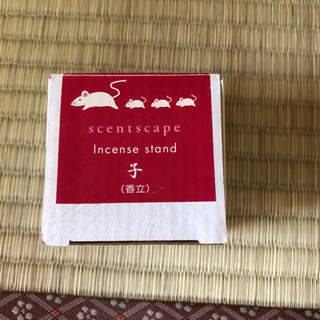 scentscape
Incense stand
子
(香立)